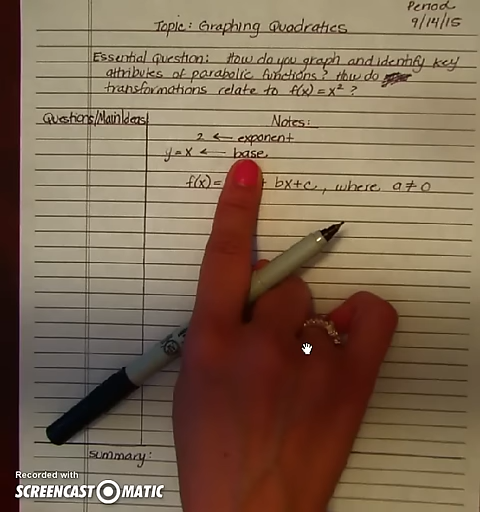 Period
9/14/15
Topic: Graphing Quadratics
Essential Question: How do you graph and identify key
attributes of parabolic functions? How do
transformations relate to f(x) = x² ?
Questions/Main Ideas
Notes:
2 ← exponent
y = x ← base
f(x) = + bx + c, where a ≠ 0
summary:
Recorded with
SCREENCAST-O-MATIC